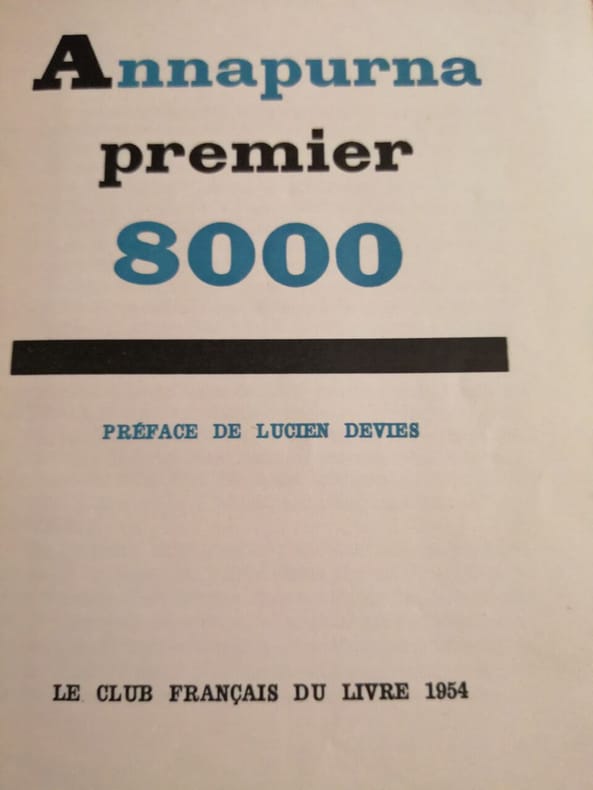 Annapurna
premier
8000
PRÉFACE DE LUCIEN DEVIES
LE CLUB FRANÇAIS DU LIVRE 1954